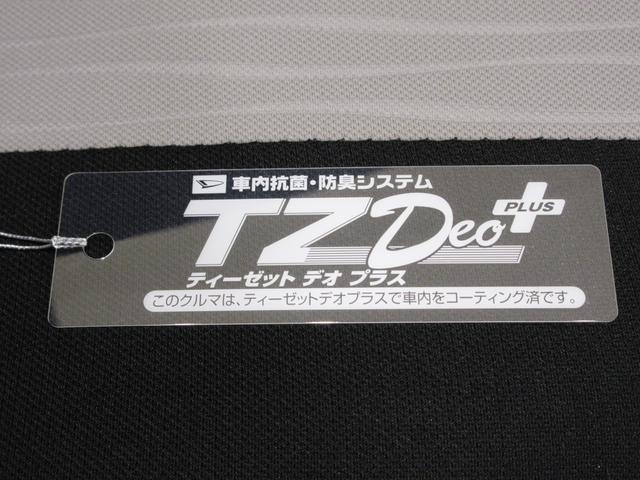 車内抗菌・防臭システム
TZ Deo PLUS
ティーゼット デオ プラス
このクルマは、ティーゼットデオプラスで車内をコーティング済です。